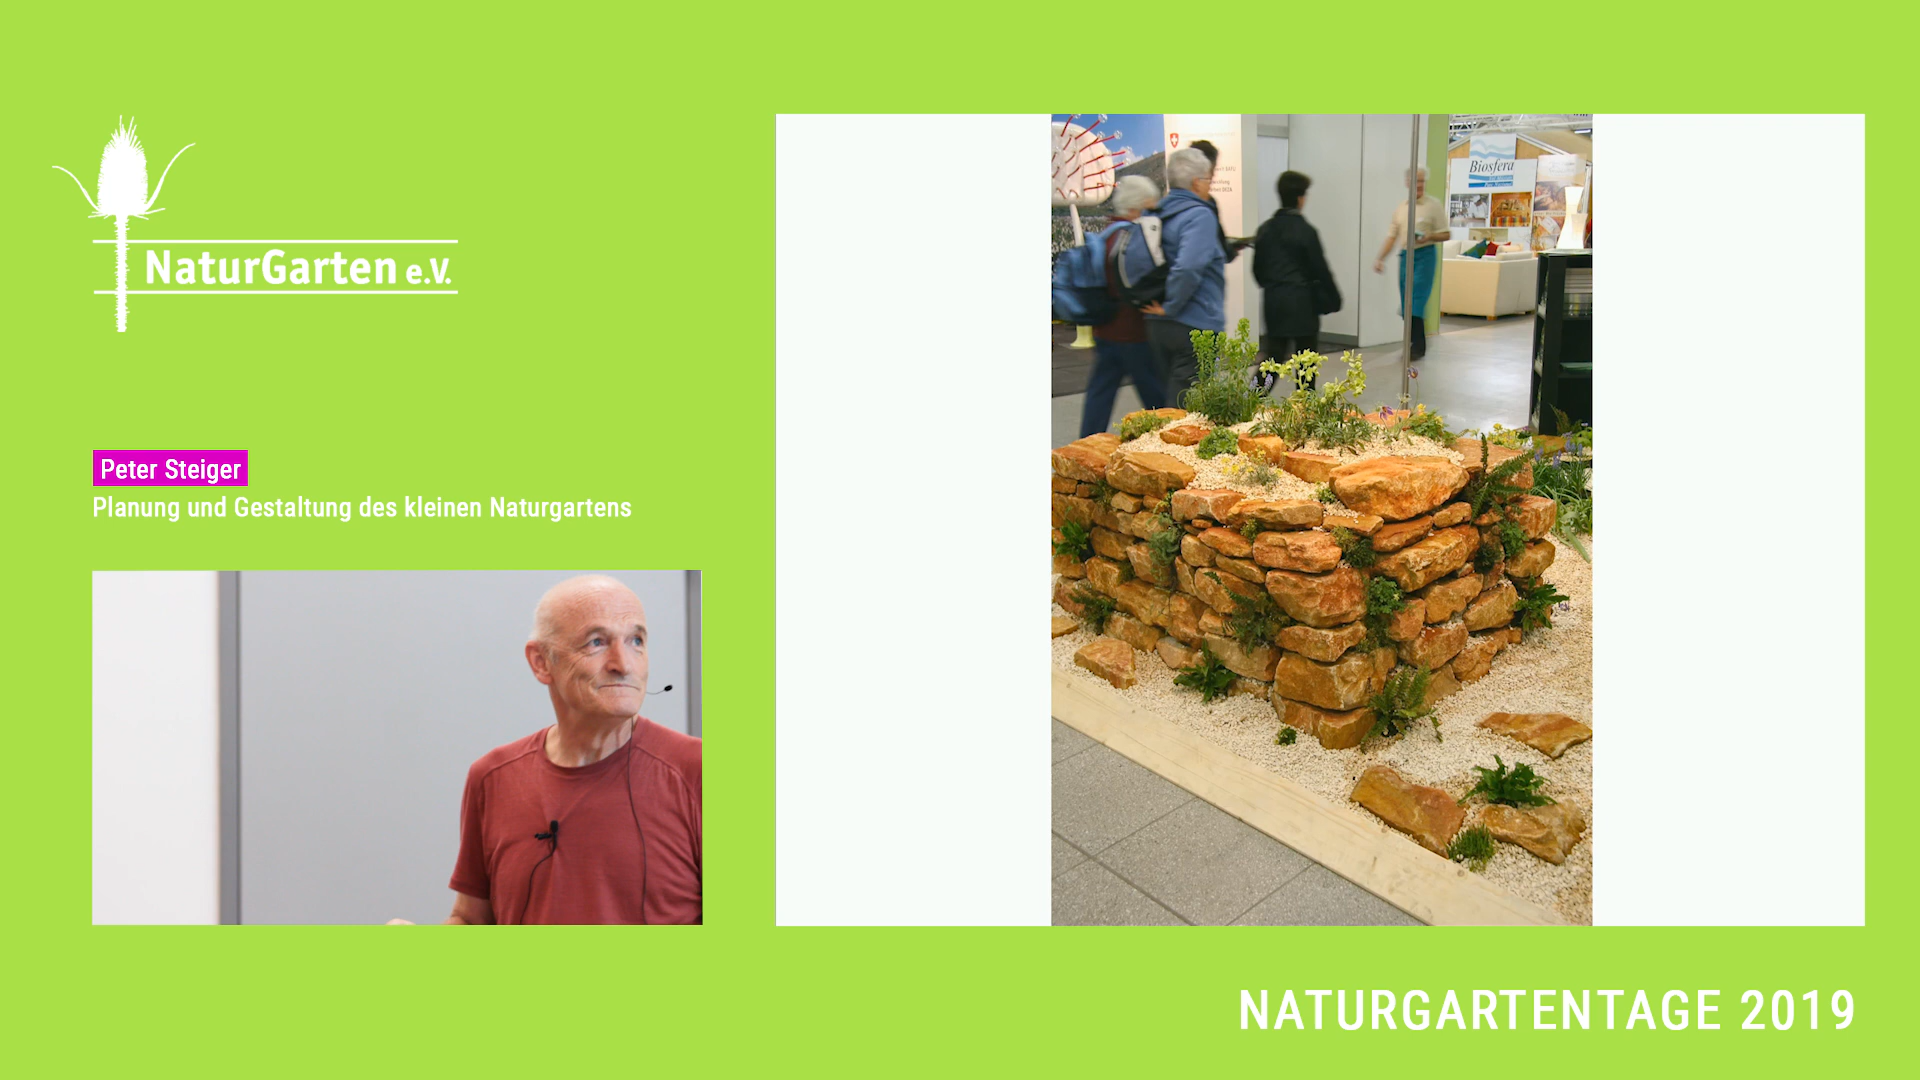 NaturGarten e.V.
Peter Steiger
Planung und Gestaltung des kleinen Naturgartens
Biosfera
NATURGARTENTAGE 2019